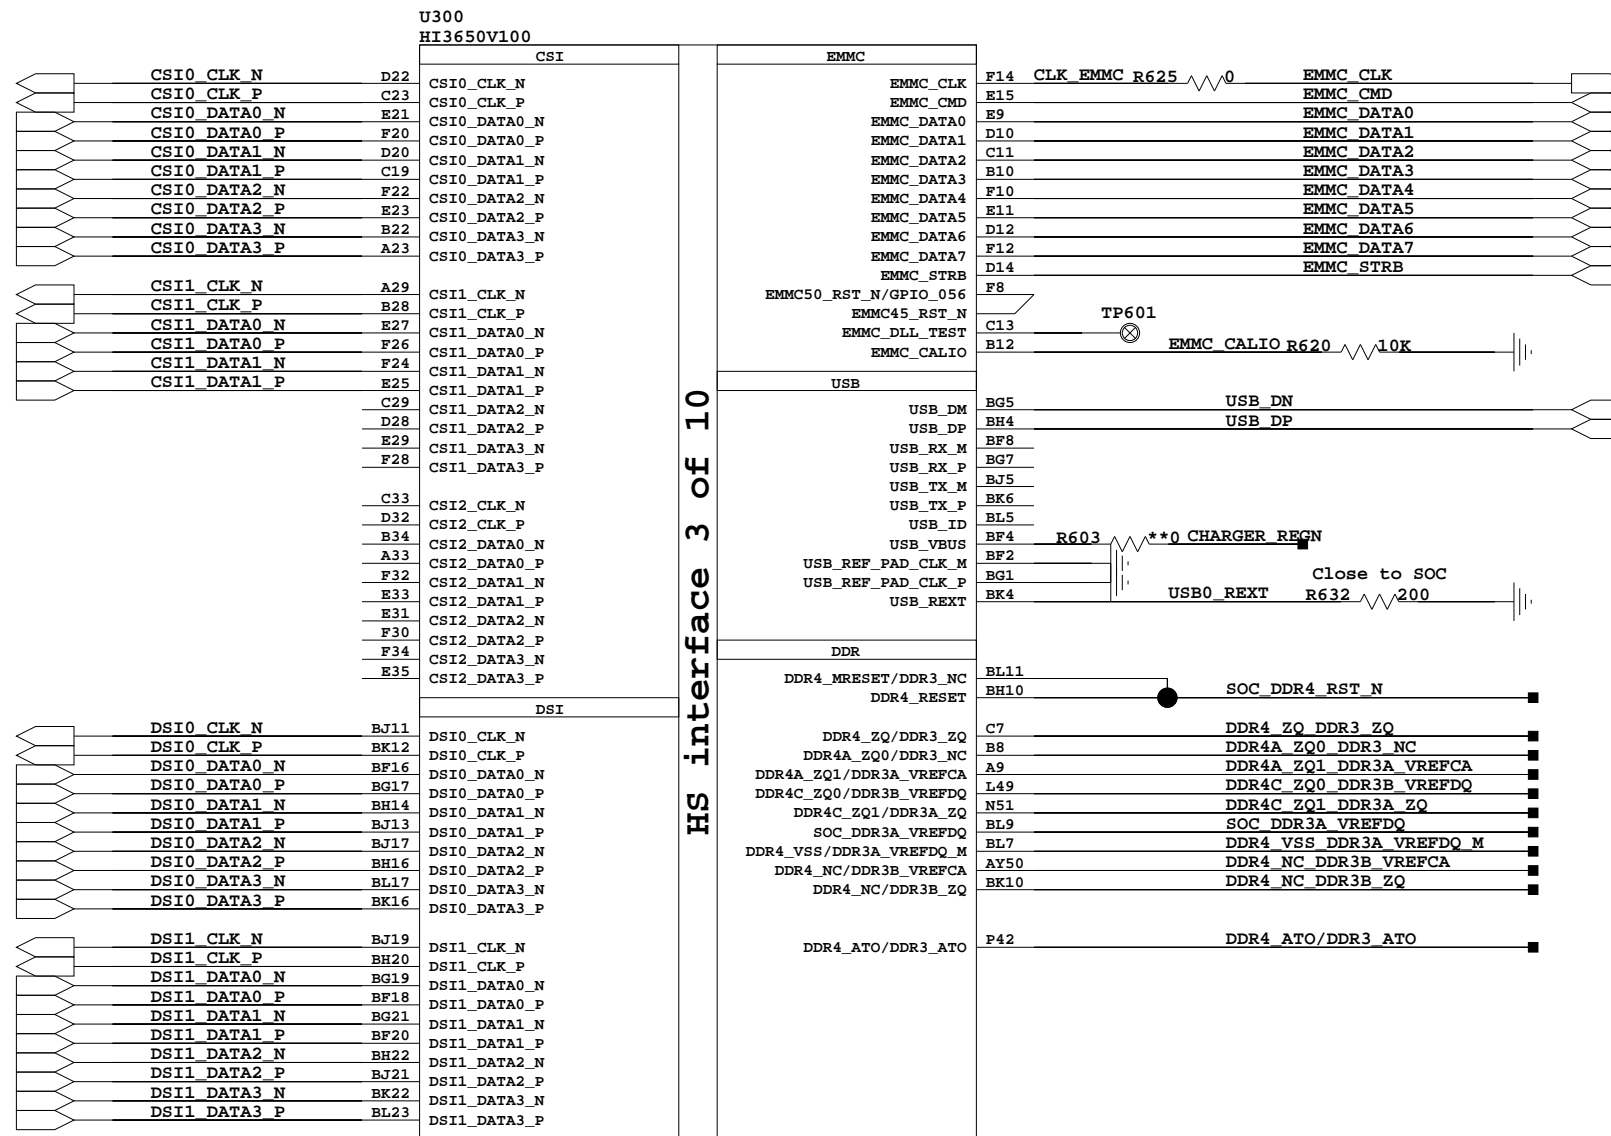 U300
HI3650V100
CSI
CSI0_CLK_N D22 CSI0_CLK_N
CSI0_CLK_P C23 CSI0_CLK_P
CSI0_DATA0_N E21 CSI0_DATA0_N
CSI0_DATA0_P F20 CSI0_DATA0_P
CSI0_DATA1_N D20 CSI0_DATA1_N
CSI0_DATA1_P C19 CSI0_DATA1_P
CSI0_DATA2_N F22 CSI0_DATA2_N
CSI0_DATA2_P E23 CSI0_DATA2_P
CSI0_DATA3_N B22 CSI0_DATA3_N
CSI0_DATA3_P A23 CSI0_DATA3_P
CSI1_CLK_N A29 CSI1_CLK_N
CSI1_CLK_P B28 CSI1_CLK_P
CSI1_DATA0_N E27 CSI1_DATA0_N
CSI1_DATA0_P F26 CSI1_DATA0_P
CSI1_DATA1_N F24 CSI1_DATA1_N
CSI1_DATA1_P E25 CSI1_DATA1_P
C29 CSI1_DATA2_N
D28 CSI1_DATA2_P
E29 CSI1_DATA3_N
F28 CSI1_DATA3_P
C33 CSI2_CLK_N
D32 CSI2_CLK_P
B34 CSI2_DATA0_N
A33 CSI2_DATA0_P
F32 CSI2_DATA1_N
E33 CSI2_DATA1_P
E31 CSI2_DATA2_N
F30 CSI2_DATA2_P
F34 CSI2_DATA3_N
E35 CSI2_DATA3_P
DSI
DSI0_CLK_N BJ11 DSI0_CLK_N
DSI0_CLK_P BK12 DSI0_CLK_P
DSI0_DATA0_N BF16 DSI0_DATA0_N
DSI0_DATA0_P BG17 DSI0_DATA0_P
DSI0_DATA1_N BH14 DSI0_DATA1_N
DSI0_DATA1_P BJ13 DSI0_DATA1_P
DSI0_DATA2_N BJ17 DSI0_DATA2_N
DSI0_DATA2_P BH16 DSI0_DATA2_P
DSI0_DATA3_N BL17 DSI0_DATA3_N
DSI0_DATA3_P BK16 DSI0_DATA3_P
DSI1_CLK_N BJ19 DSI1_CLK_N
DSI1_CLK_P BH20 DSI1_CLK_P
DSI1_DATA0_N BG19 DSI1_DATA0_N
DSI1_DATA0_P BF18 DSI1_DATA0_P
DSI1_DATA1_N BG21 DSI1_DATA1_N
DSI1_DATA1_P BF20 DSI1_DATA1_P
DSI1_DATA2_N BH22 DSI1_DATA2_N
DSI1_DATA2_P BJ21 DSI1_DATA2_P
DSI1_DATA3_N BK22 DSI1_DATA3_N
DSI1_DATA3_P BL23 DSI1_DATA3_P
HS interface 3 of 10
EMMC
EMMC_CLK F14 CLK_EMMC R625 0 EMMC_CLK
EMMC_CMD E15 EMMC_CMD
EMMC_DATA0 E9 EMMC_DATA0
EMMC_DATA1 D10 EMMC_DATA1
EMMC_DATA2 C11 EMMC_DATA2
EMMC_DATA3 B10 EMMC_DATA3
EMMC_DATA4 F10 EMMC_DATA4
EMMC_DATA5 E11 EMMC_DATA5
EMMC_DATA6 D12 EMMC_DATA6
EMMC_DATA7 F12 EMMC_DATA7
EMMC_STRB D14 EMMC_STRB
EMMC50_RST_N/GPIO_056 F8
EMMC45_RST_N
TP601
EMMC_DLL_TEST C13
EMMC_CALIO B12 EMMC_CALIO R620 10K
USB
USB_DM BG5 USB_DN
USB_DP BH4 USB_DP
USB_RX_M BF8
USB_RX_P BG7
USB_TX_M BJ5
USB_TX_P BK6
USB_ID BL5
USB_VBUS BF4 R603 **0 CHARGER_REGN
USB_REF_PAD_CLK_M BF2
USB_REF_PAD_CLK_P BG1
Close to SOC
USB_REXT BK4 USB0_REXT R632 200
DDR
DDR4_MRESET/DDR3_NC BL11
DDR4_RESET BH10 SOC_DDR4_RST_N
DDR4_ZQ/DDR3_ZQ C7 DDR4_ZQ_DDR3_ZQ
DDR4A_ZQ0/DDR3_NC B8 DDR4A_ZQ0_DDR3_NC
DDR4A_ZQ1/DDR3A_VREFCA A9 DDR4A_ZQ1_DDR3A_VREFCA
DDR4C_ZQ0/DDR3B_VREFDQ L49 DDR4C_ZQ0_DDR3B_VREFDQ
DDR4C_ZQ1/DDR3A_ZQ N51 DDR4C_ZQ1_DDR3A_ZQ
SOC_DDR3A_VREFDQ BL9 SOC_DDR3A_VREFDQ
DDR4_VSS/DDR3A_VREFDQ_M BL7 DDR4_VSS_DDR3A_VREFDQ_M
DDR4_NC/DDR3B_VREFCA AY50 DDR4_NC_DDR3B_VREFCA
DDR4_NC/DDR3B_ZQ BK10 DDR4_NC_DDR3B_ZQ
DDR4_ATO/DDR3_ATO P42 DDR4_ATO/DDR3_ATO